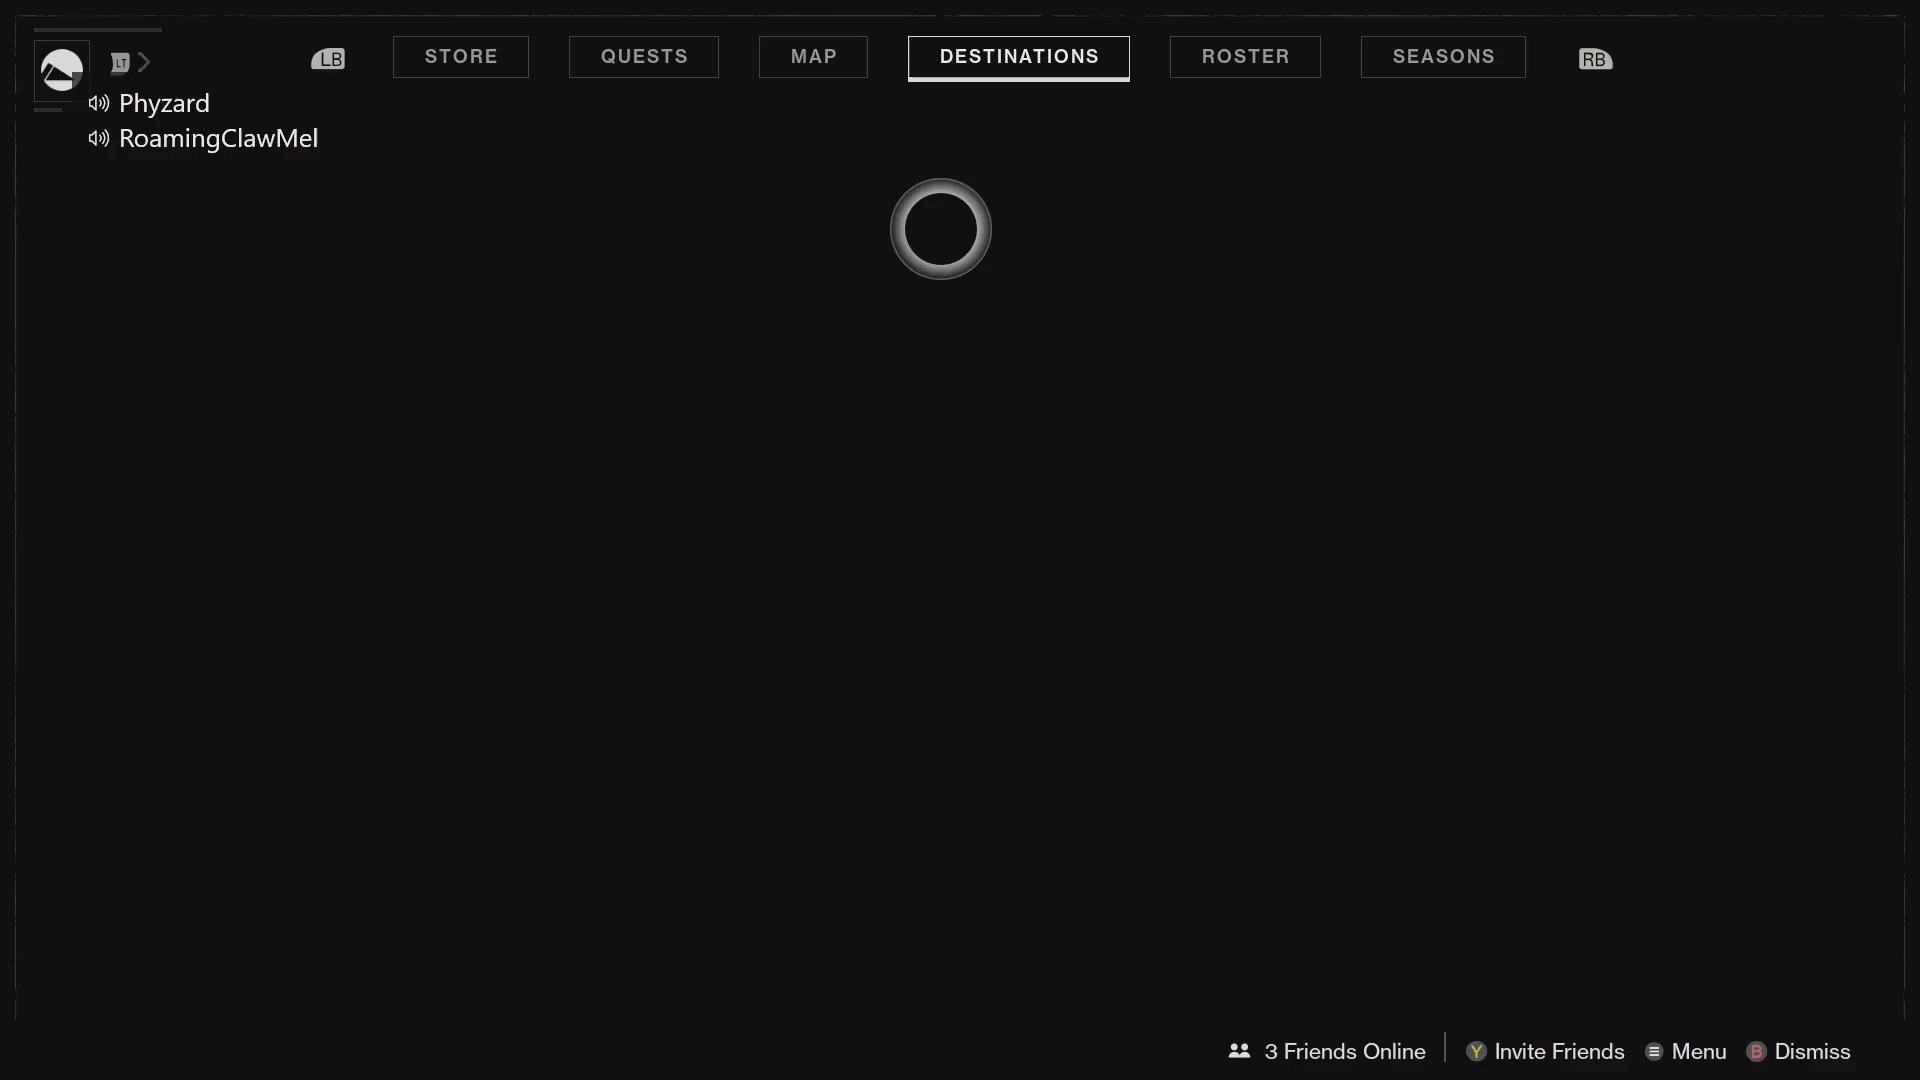 LT
LB
STORE
QUESTS
MAP
DESTINATIONS
ROSTER
SEASONS
RB
Phyzard
RoamingClawMel
3 Friends Online
Y Invite Friends
Menu
B Dismiss